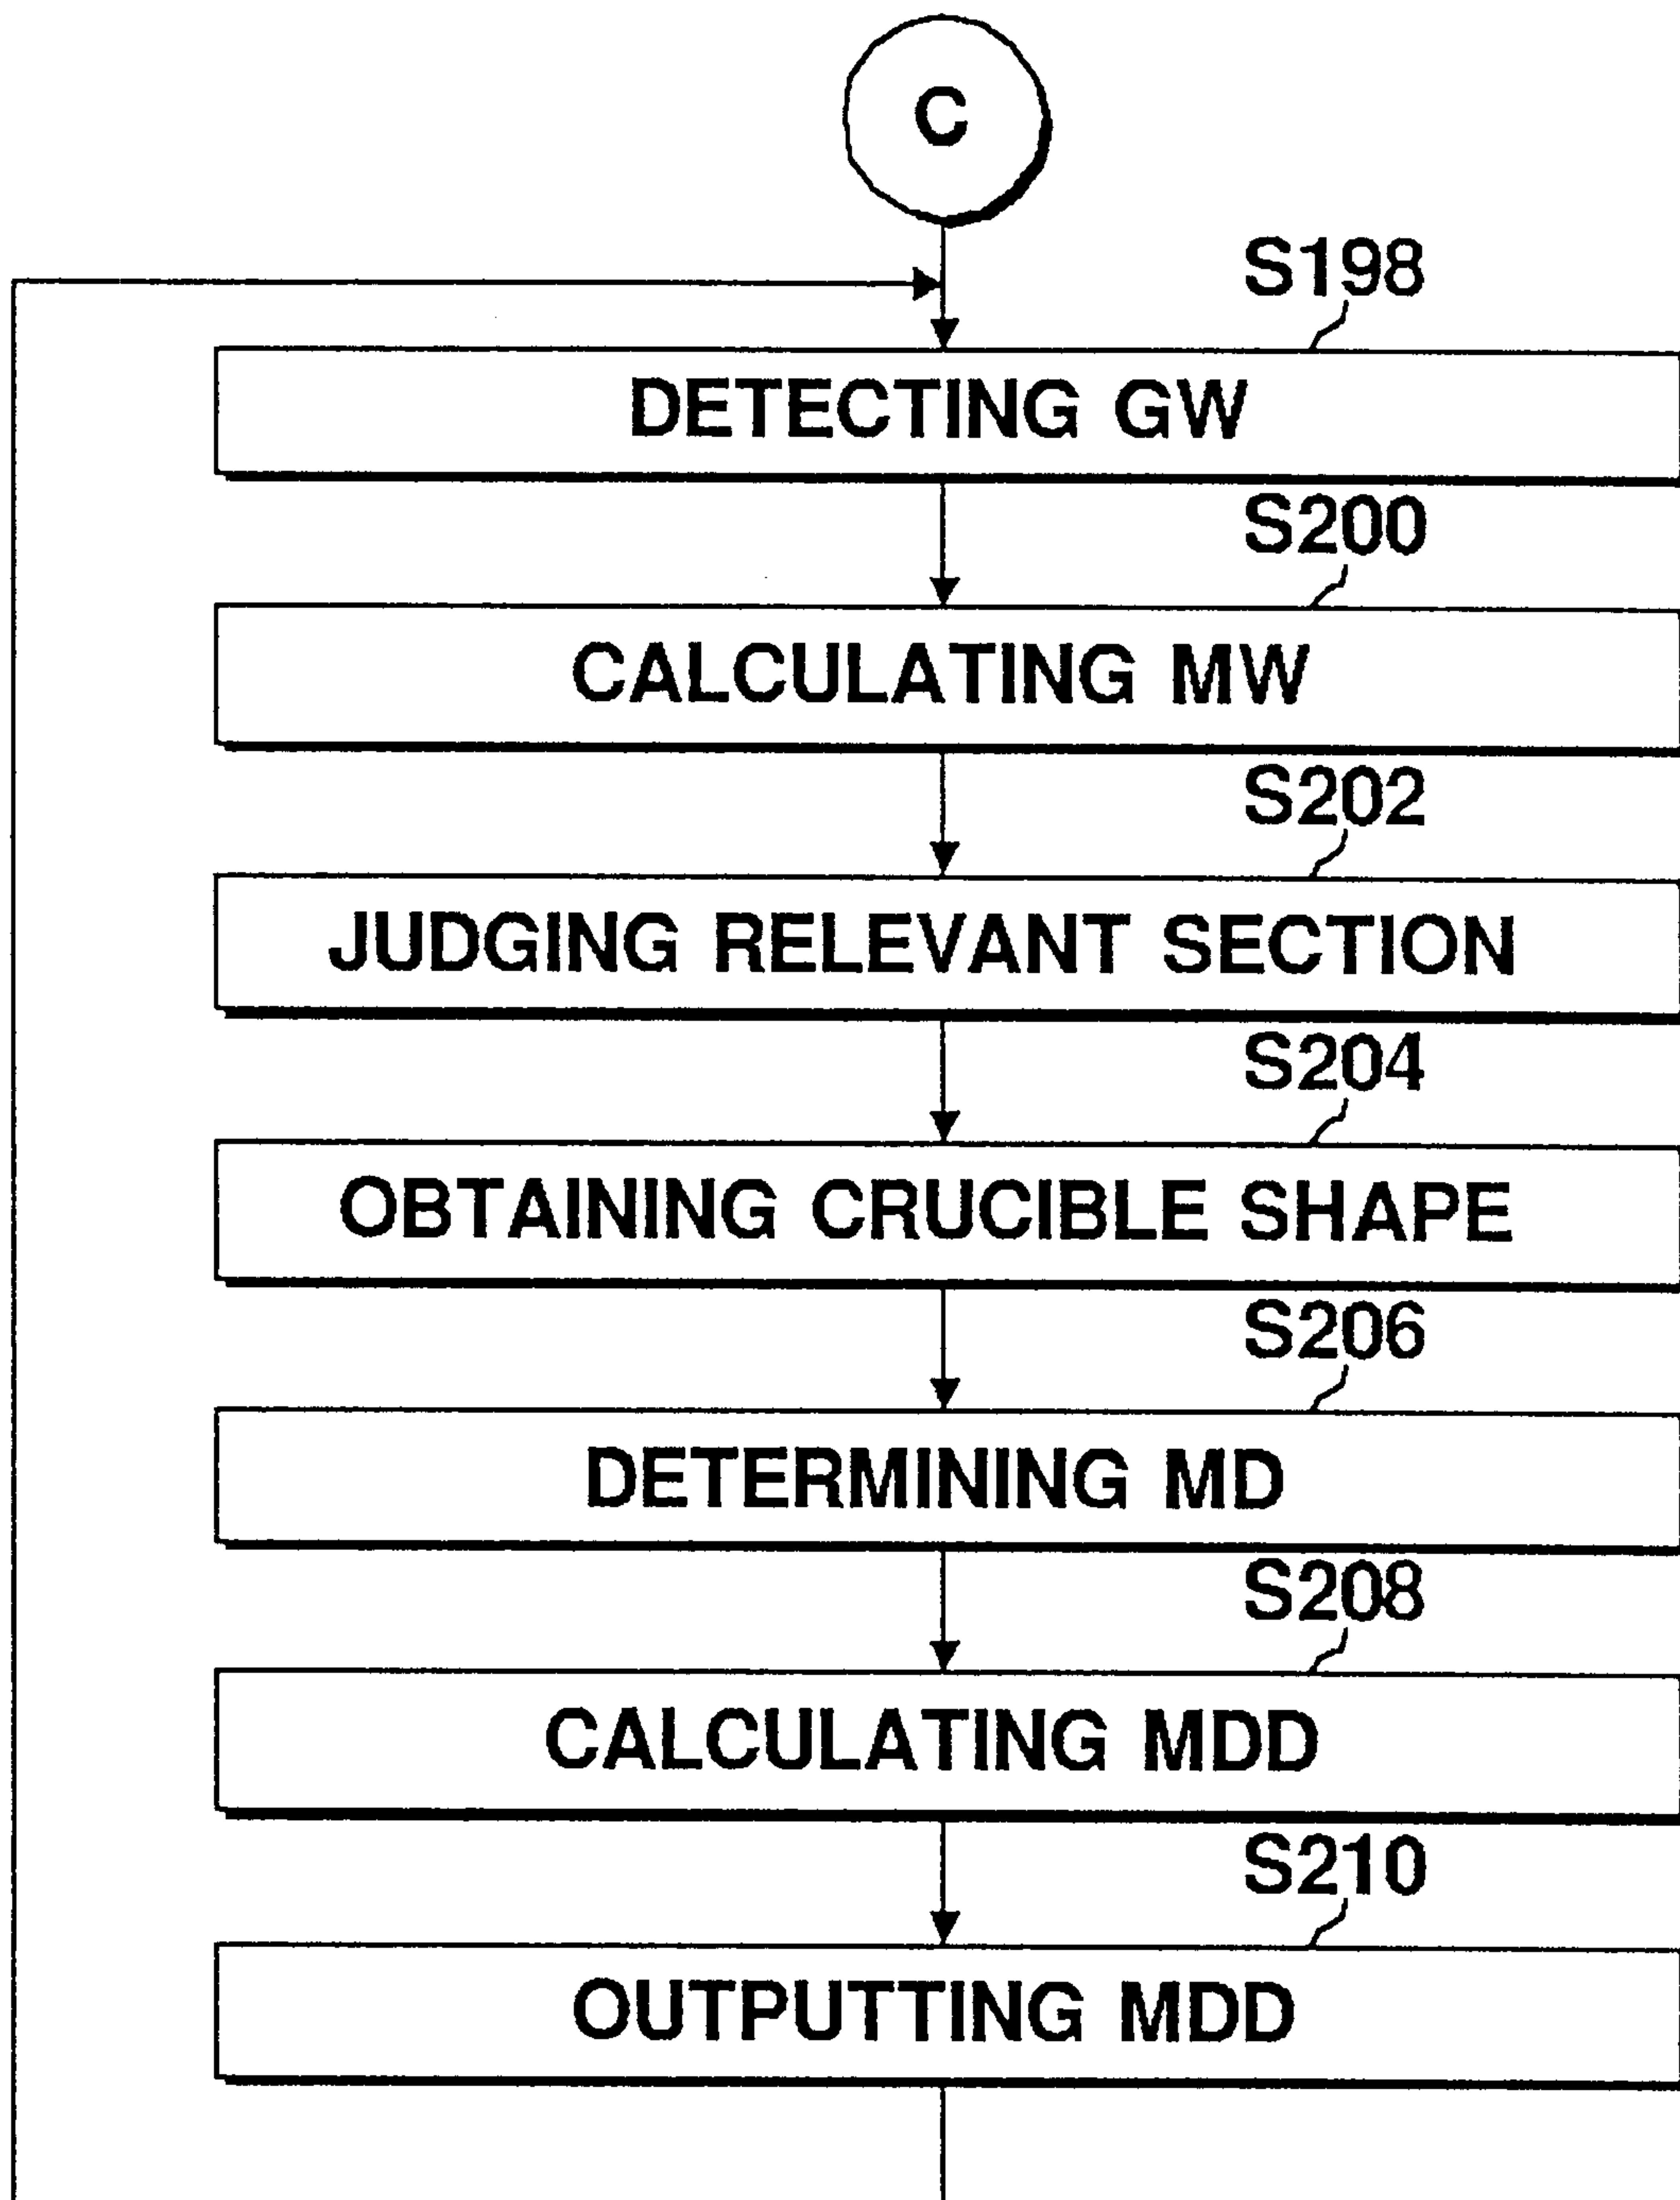 C
S198
DETECTING GW
S200
CALCULATING MW
S202
JUDGING RELEVANT SECTION
S204
OBTAINING CRUCIBLE SHAPE
S206
DETERMINING MD
S208
CALCULATING MDD
S210
OUTPUTTING MDD